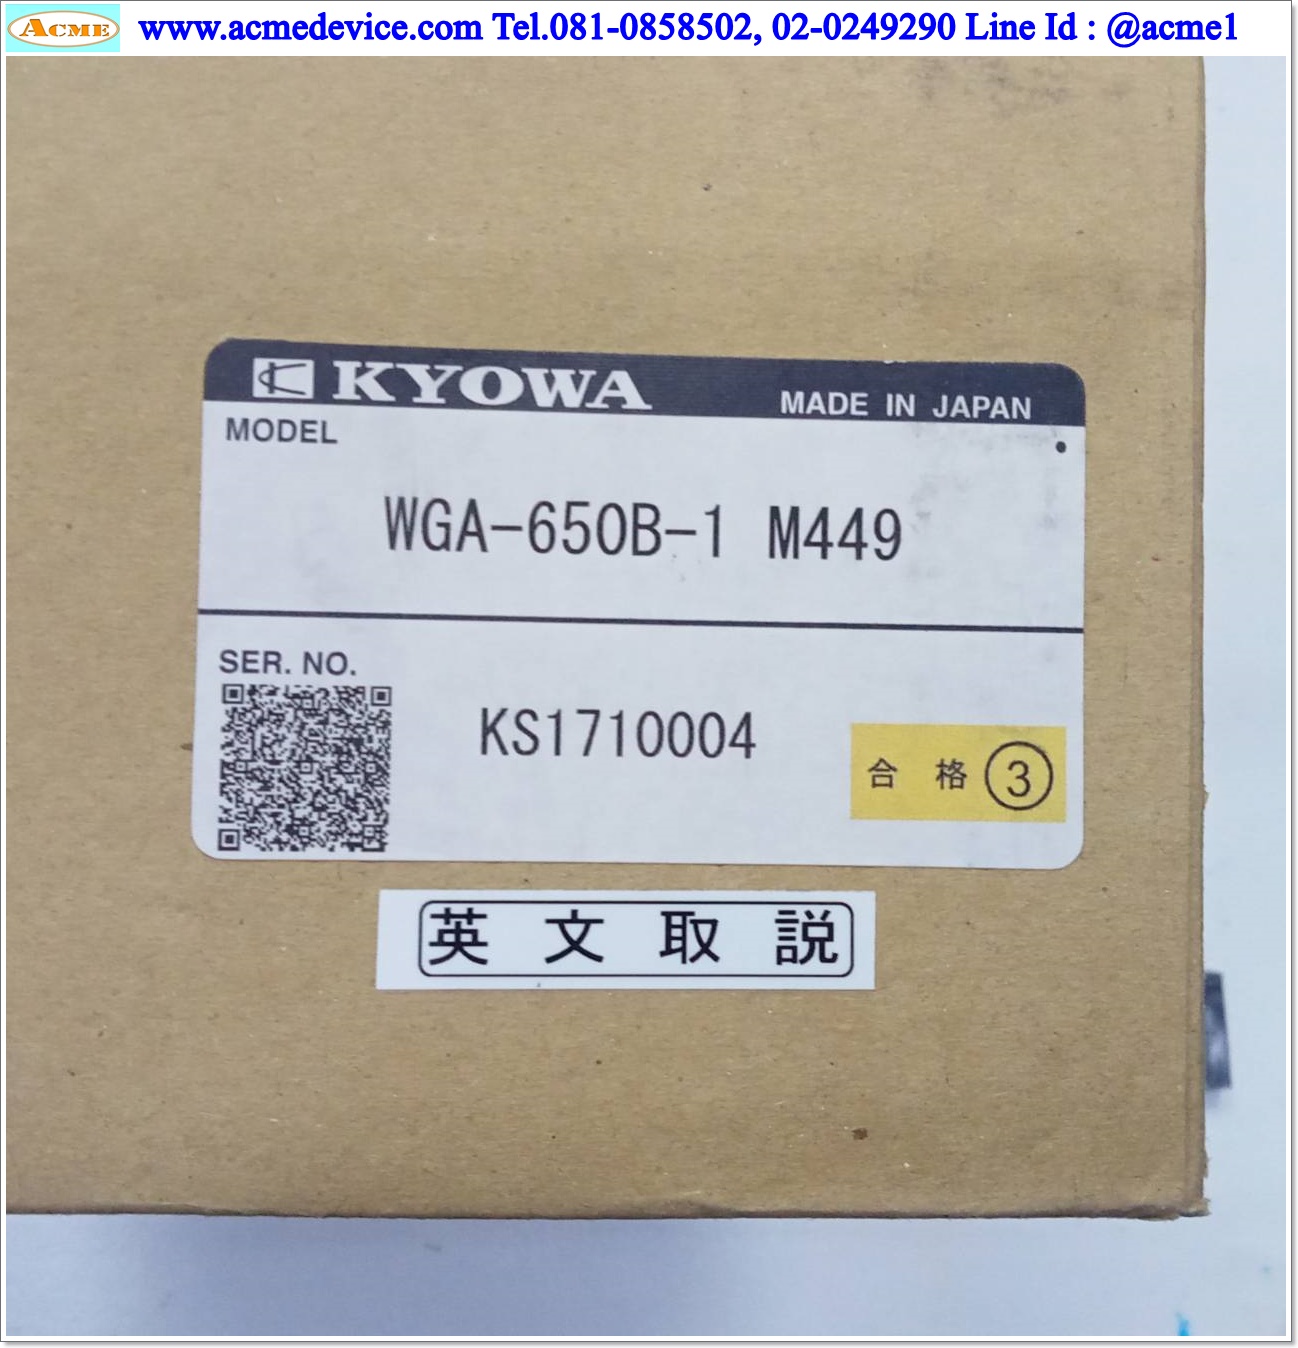 ACME www.acmedevice.com Tel.081-0858502, 02-0249290 Line Id : @acme1
KYOWA MADE IN JAPAN
MODEL
WGA-650B-1 M449
SER. NO.
KS1710004
合格 3
英文取説